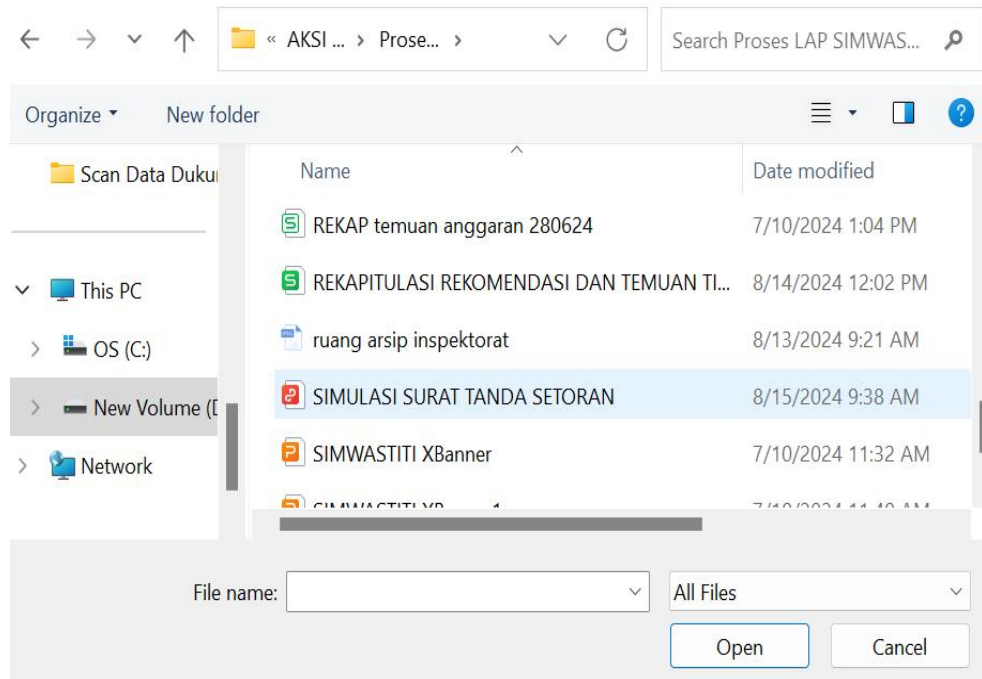 « AKSI ... › Prose... ›
Search Proses LAP SIMWAS...
Organize
New folder
Scan Data Duku
Name
Date modified
REKAP temuan anggaran 280624
7/10/2024 1:04 PM
REKAPITULASI REKOMENDASI DAN TEMUAN TI...
8/14/2024 12:02 PM
This PC
ruang arsip inspektorat
8/13/2024 9:21 AM
OS (C:)
SIMULASI SURAT TANDA SETORAN
8/15/2024 9:38 AM
New Volume (D
SIMWASTITI XBanner
7/10/2024 11:32 AM
Network
File name:
All Files
Open
Cancel